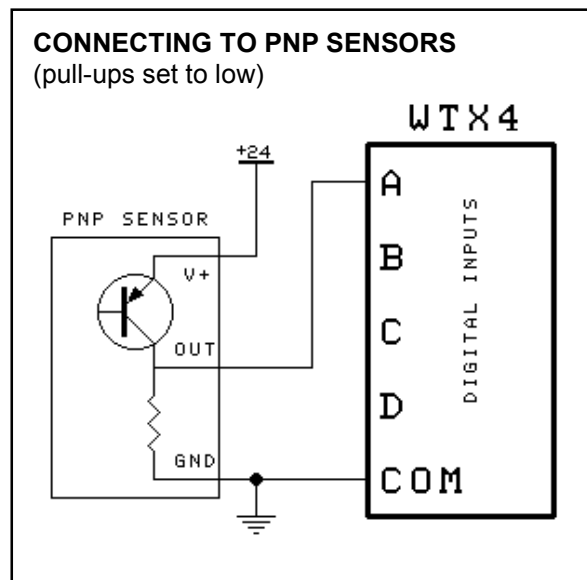 CONNECTING TO PNP SENSORS
(pull-ups set to low)
WTX4
+24
PNP SENSOR
V+
OUT
GND
A
B
C
D
COM
DIGITAL INPUTS